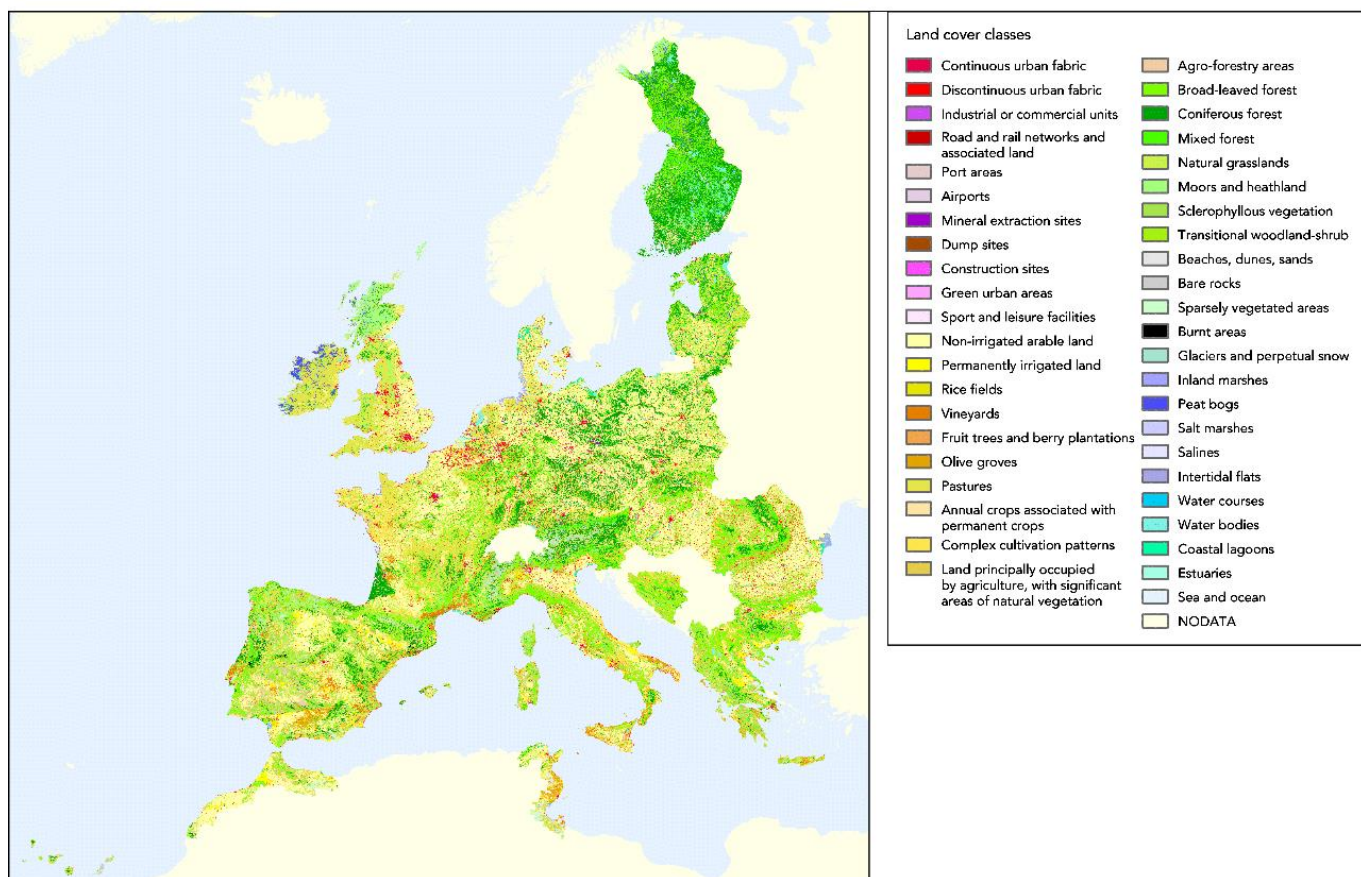 Land cover classes
Continuous urban fabric
Discontinuous urban fabric
Industrial or commercial units
Road and rail networks and
associated land
Port areas
Airports
Mineral extraction sites
Dump sites
Construction sites
Green urban areas
Sport and leisure facilities
Non-irrigated arable land
Permanently irrigated land
Rice fields
Vineyards
Fruit trees and berry plantations
Olive groves
Pastures
Annual crops associated with
permanent crops
Complex cultivation patterns
Land principally occupied
by agriculture, with significant
areas of natural vegetation
Agro-forestry areas
Broad-leaved forest
Coniferous forest
Mixed forest
Natural grasslands
Moors and heathland
Sclerophyllous vegetation
Transitional woodland-shrub
Beaches, dunes, sands
Bare rocks
Sparsely vegetated areas
Burnt areas
Glaciers and perpetual snow
Inland marshes
Peat bogs
Salt marshes
Salines
Intertidal flats
Water courses
Water bodies
Coastal lagoons
Estuaries
Sea and ocean
NODATA